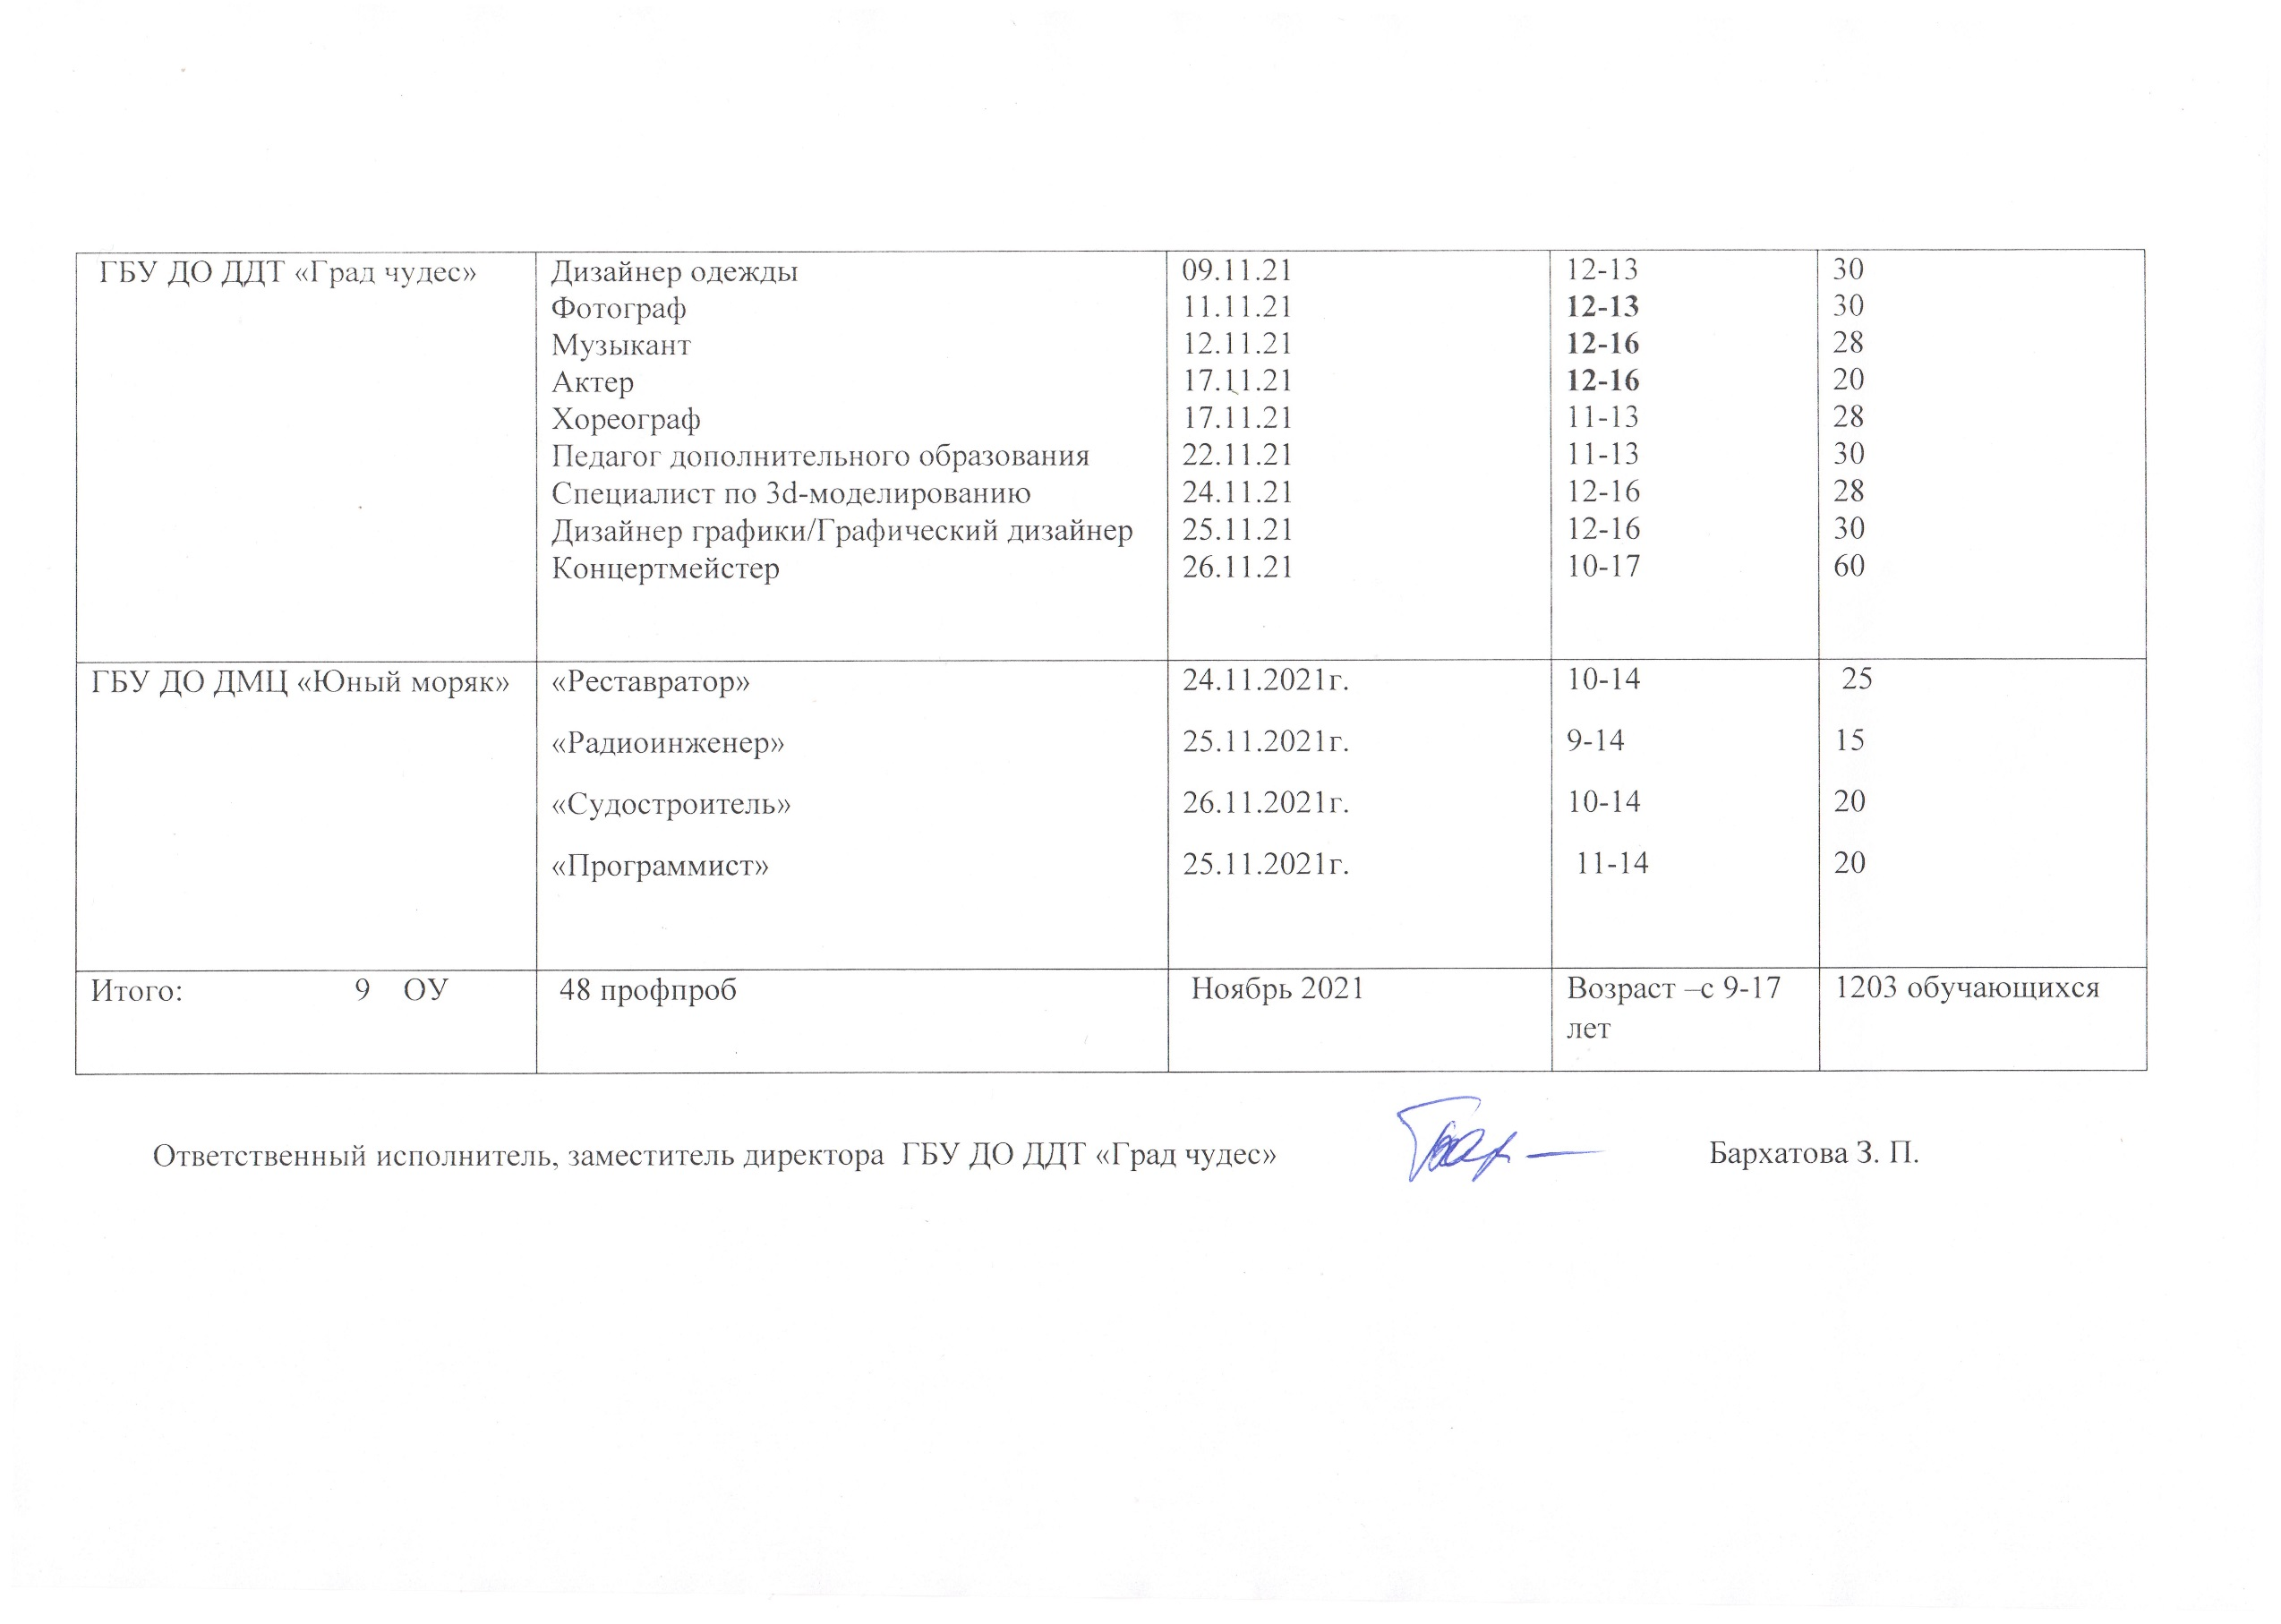 ГБУ ДО ДДТ «Град чудес» Дизайнер одежды 09.11.21 12-13 30
Фотограф 11.11.21 12-13 30
Музыкант 12.11.21 12-16 28
Актер 17.11.21 12-16 20
Хореограф 17.11.21 11-13 28
Педагог дополнительного образования 22.11.21 11-13 30
Специалист по 3d-моделированию 24.11.21 12-16 28
Дизайнер графики/Графический дизайнер 25.11.21 12-16 30
Концертмейстер 26.11.21 10-17 60
ГБУ ДО ДМЦ «Юный моряк» «Реставратор» 24.11.2021г. 10-14 25
«Радиоинженер» 25.11.2021г. 9-14 15
«Судостроитель» 26.11.2021г. 10-14 20
«Программист» 25.11.2021г. 11-14 20
Итого: 9 ОУ 48 профпроб Ноябрь 2021 Возраст –с 9-17 1203 обучающихся
лет
Ответственный исполнитель, заместитель директора ГБУ ДО ДДТ «Град чудес» Бархатова З. П.